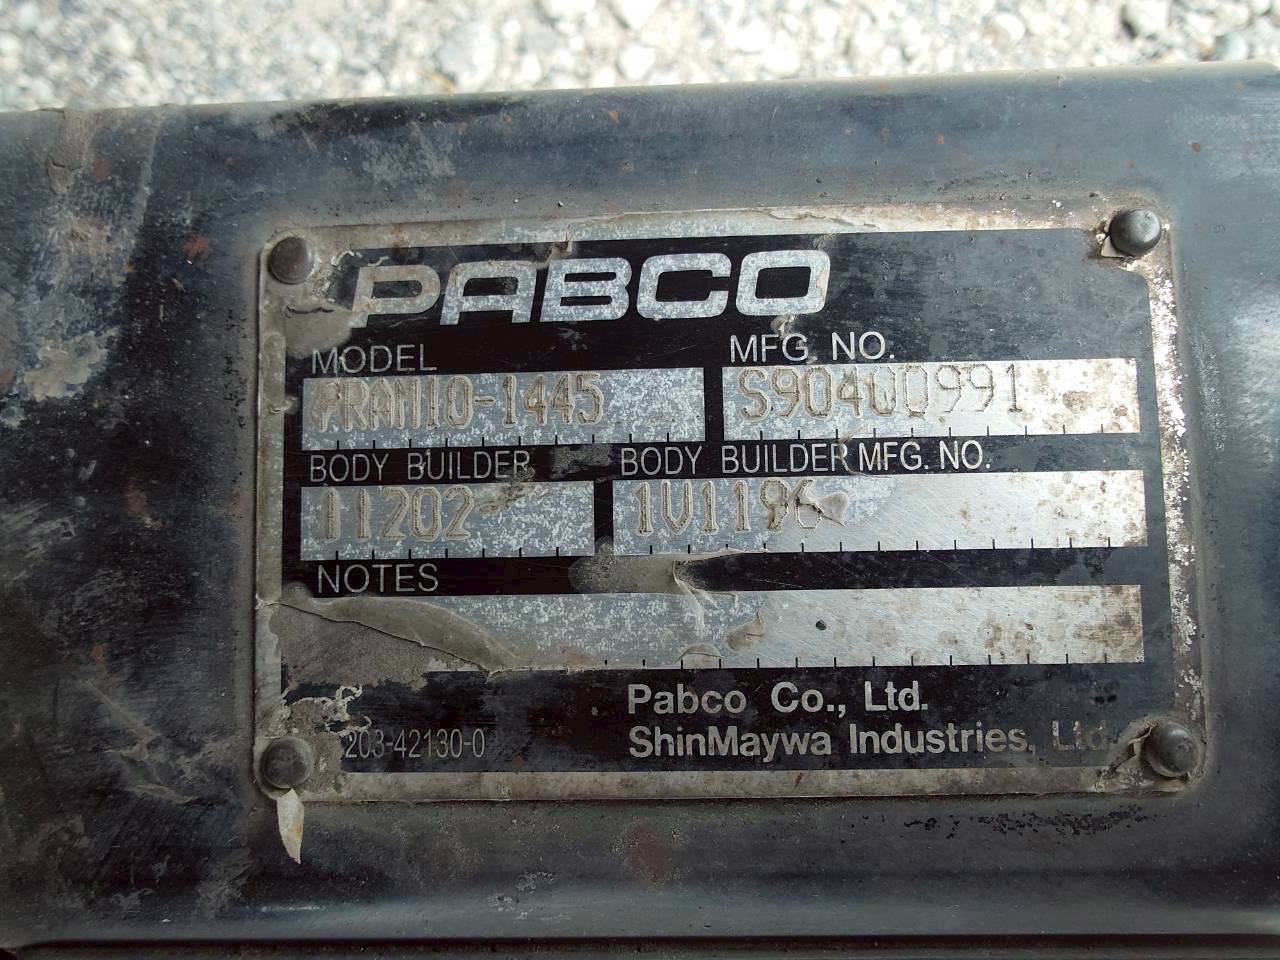 PABCO
MODEL MFG NO.
PRAM10-1445 S90400991
BODY BUILDER BODY BUILDER MFG. NO.
11202 1V1196
NOTES
Pabco Co., Ltd.
203-42130-0 ShinMaywa Industries, Ltd.